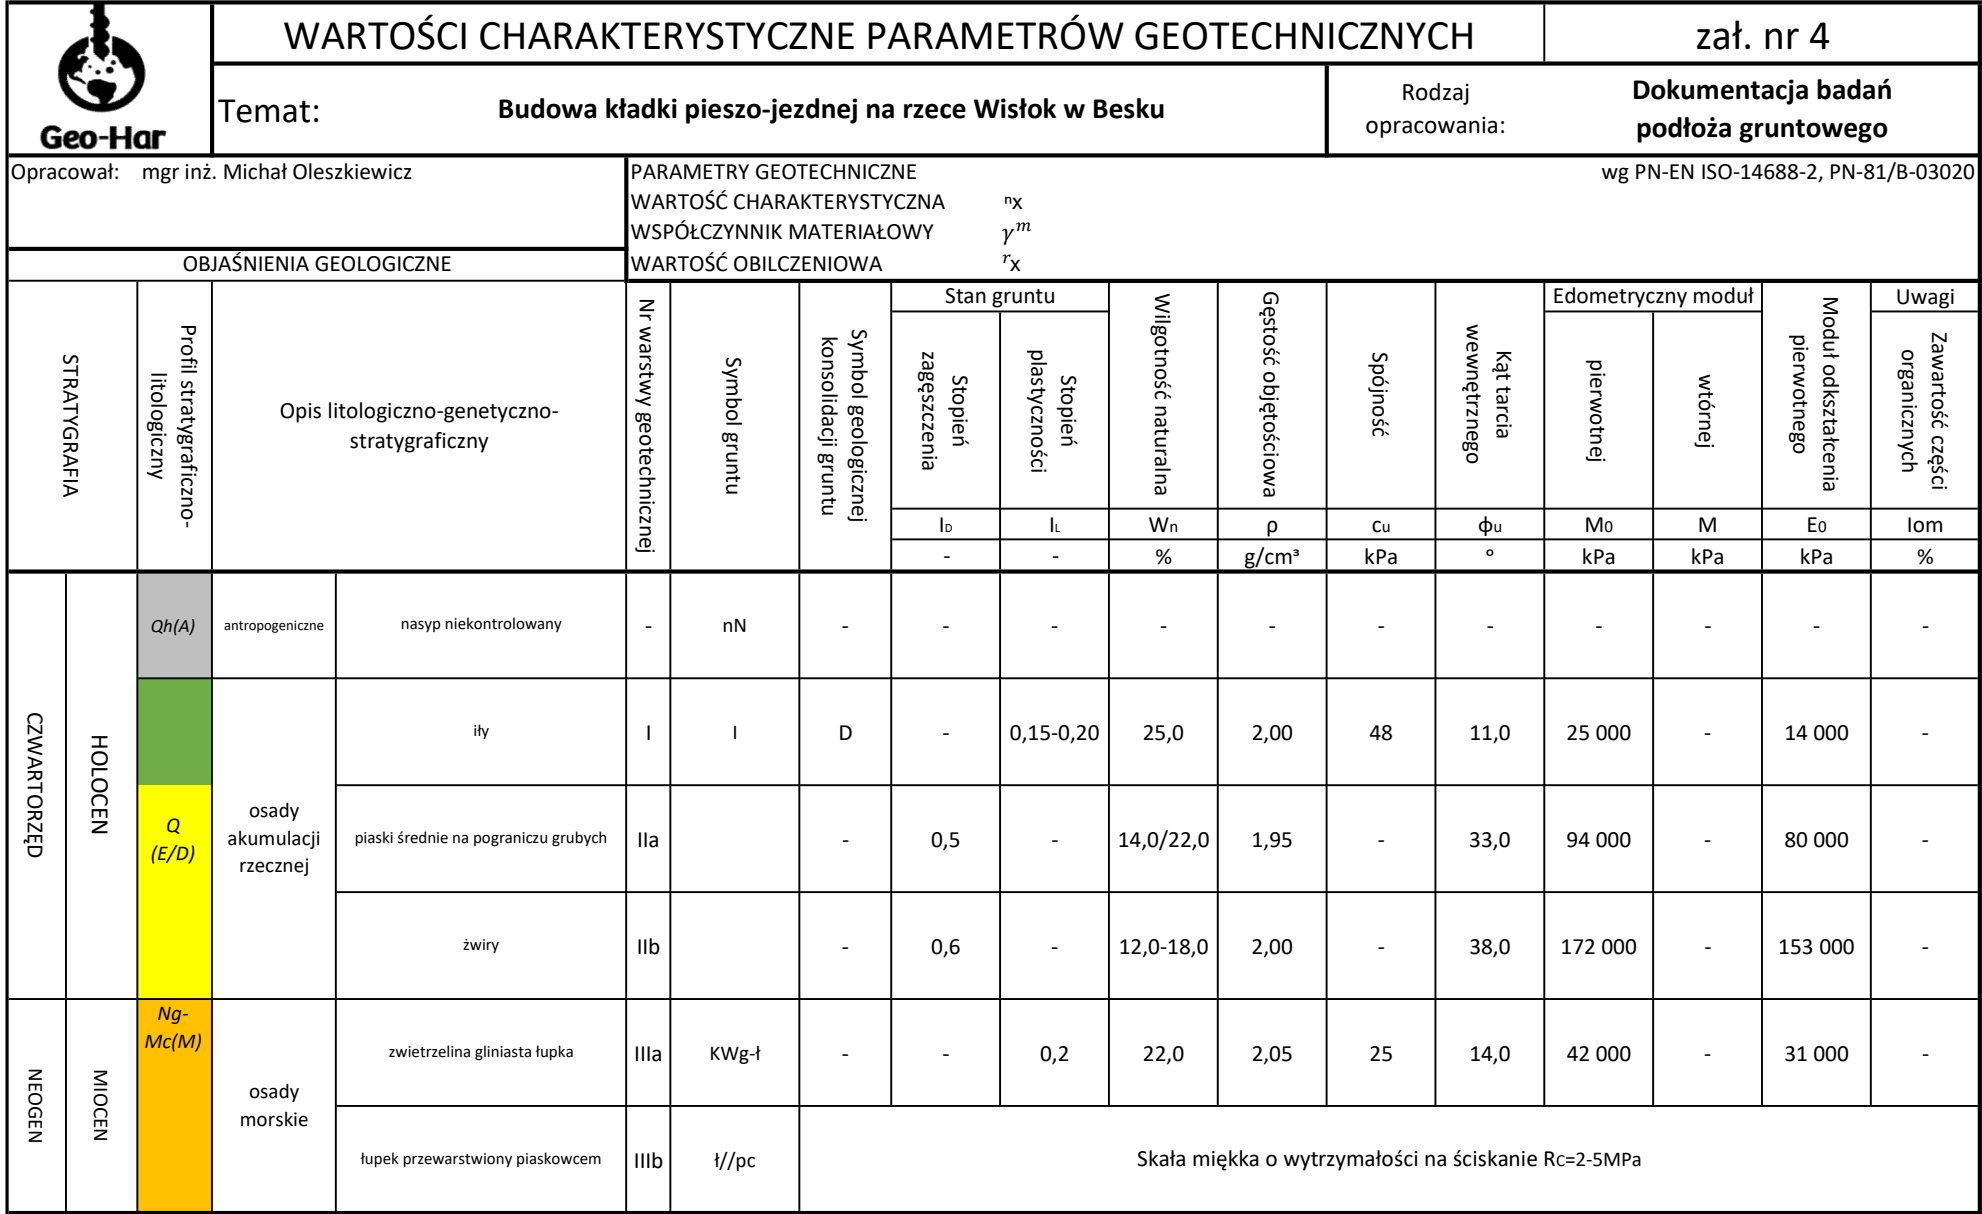 Geo-Har
WARTOŚCI CHARAKTERYSTYCZNE PARAMETRÓW GEOTECHNICZNYCH
zał. nr 4
Temat:
Budowa kładki pieszo-jezdnej na rzece Wisłok w Besku
Rodzaj
opracowania:
Dokumentacja badań
podłoża gruntowego
Opracował: mgr inż. Michał Oleszkiewicz
OBJAŚNIENIA GEOLOGICZNE
PARAMETRY GEOTECHNICZNE
wg PN-EN ISO-14688-2, PN-81/B-03020
WARTOŚĆ CHARAKTERYSTYCZNA ⁿx
WSPÓŁCZYNNIK MATERIAŁOWY γᵐ
WARTOŚĆ OBILCZENIOWA ʳx
STRATYGRAFIA
Profil stratygraficzno-
litologiczny
Opis litologiczno-genetyczno-
stratygraficzny
Nr warstwy geotechnicznej
Symbol gruntu
Symbol geologicznej
konsolidacji gruntu
Stan gruntu
Stopień
zagęszczenia
Stopień
plastyczności
Wilgotność naturalna
Gęstość objętościowa
Spójność
Kąt tarcia
wewnętrznego
Edometryczny moduł
pierwotnej
wtórnej
Moduł odkształcenia
pierwotnego
Uwagi
Zawartość części
organicznych
ID IL Wn ρ cu φu M0 M E0 Iom
- - % g/cm³ kPa ° kPa kPa kPa %
CZWARTORZĘD
HOLOCEN
Qh(A) antropogeniczne nasyp niekontrolowany - nN - - - - - - - - - - -
Q
(E/D)
osady
akumulacji
rzecznej
iły I I D - 0,15-0,20 25,0 2,00 48 11,0 25 000 - 14 000 -
piaski średnie na pograniczu grubych IIa - 0,5 - 14,0/22,0 1,95 - 33,0 94 000 - 80 000 -
żwiry IIb - 0,6 - 12,0-18,0 2,00 - 38,0 172 000 - 153 000 -
NEOGEN
MIOCEN
Ng-
Mc(M)
osady
morskie
zwietrzelina gliniasta łupka IIIa KWg-ł - - 0,2 22,0 2,05 25 14,0 42 000 - 31 000 -
łupek przewarstwiony piaskowcem IIIb ł//pc Skała miękka o wytrzymałości na ściskanie Rc=2-5MPa